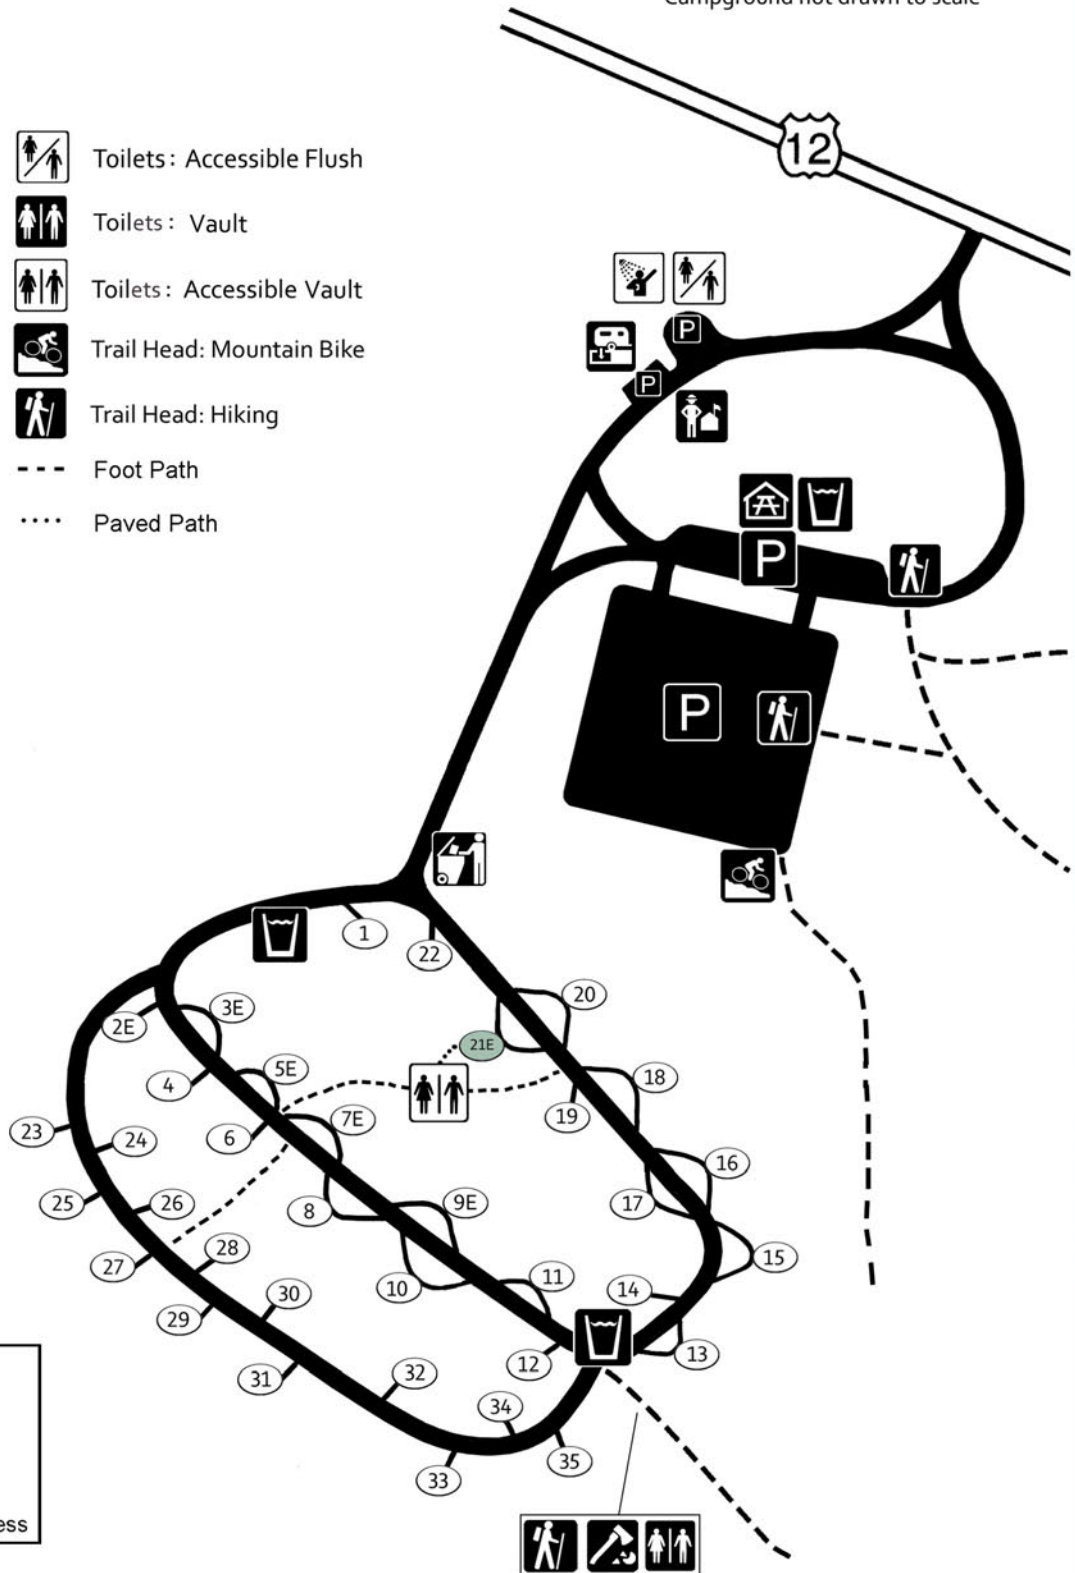 Campground not drawn to scale
12
Toilets: Accessible Flush
Toilets: Vault
Toilets: Accessible Vault
Trail Head: Mountain Bike
Trail Head: Hiking
Foot Path
Paved Path
P
P
P
P
1
22
20
3E
2E
21E
5E
4
18
7E
19
6
23
24
16
25
26
8
9E
17
27
28
15
10
11
14
29
30
12
13
31
32
34
33
35
ess